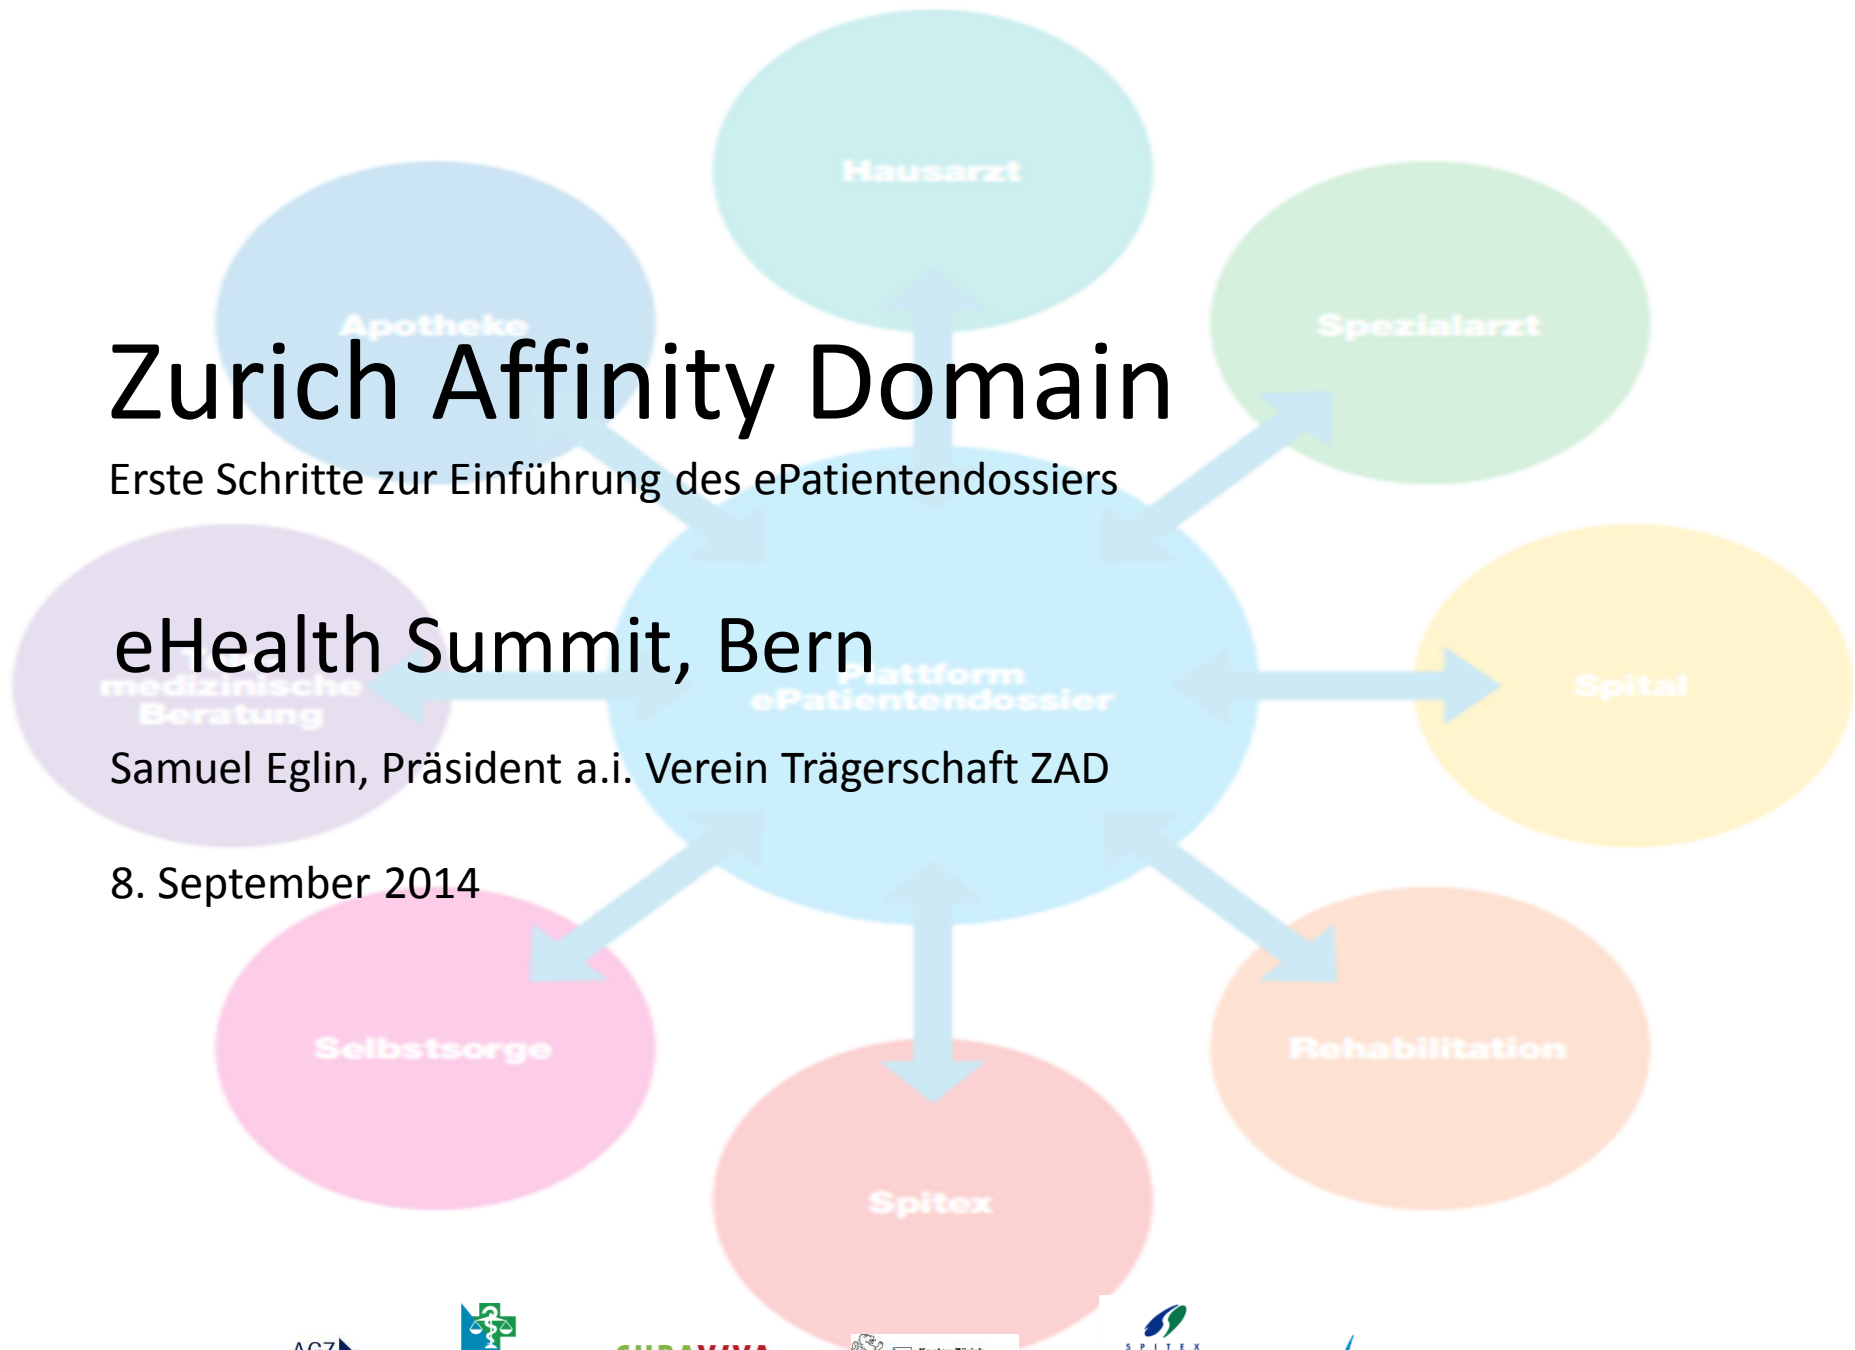 Hausarzt
Apotheke
Spezialarzt
Zurich Affinity Domain
Erste Schritte zur Einführung des ePatientendossiers
eHealth Summit, Bern
medizinische
Beratung
Plattform
ePatientendossier
Spital
Samuel Eglin, Präsident a.i. Verein Trägerschaft ZAD
8. September 2014
Selbstsorge
Rehabilitation
Spitex
SPITEX